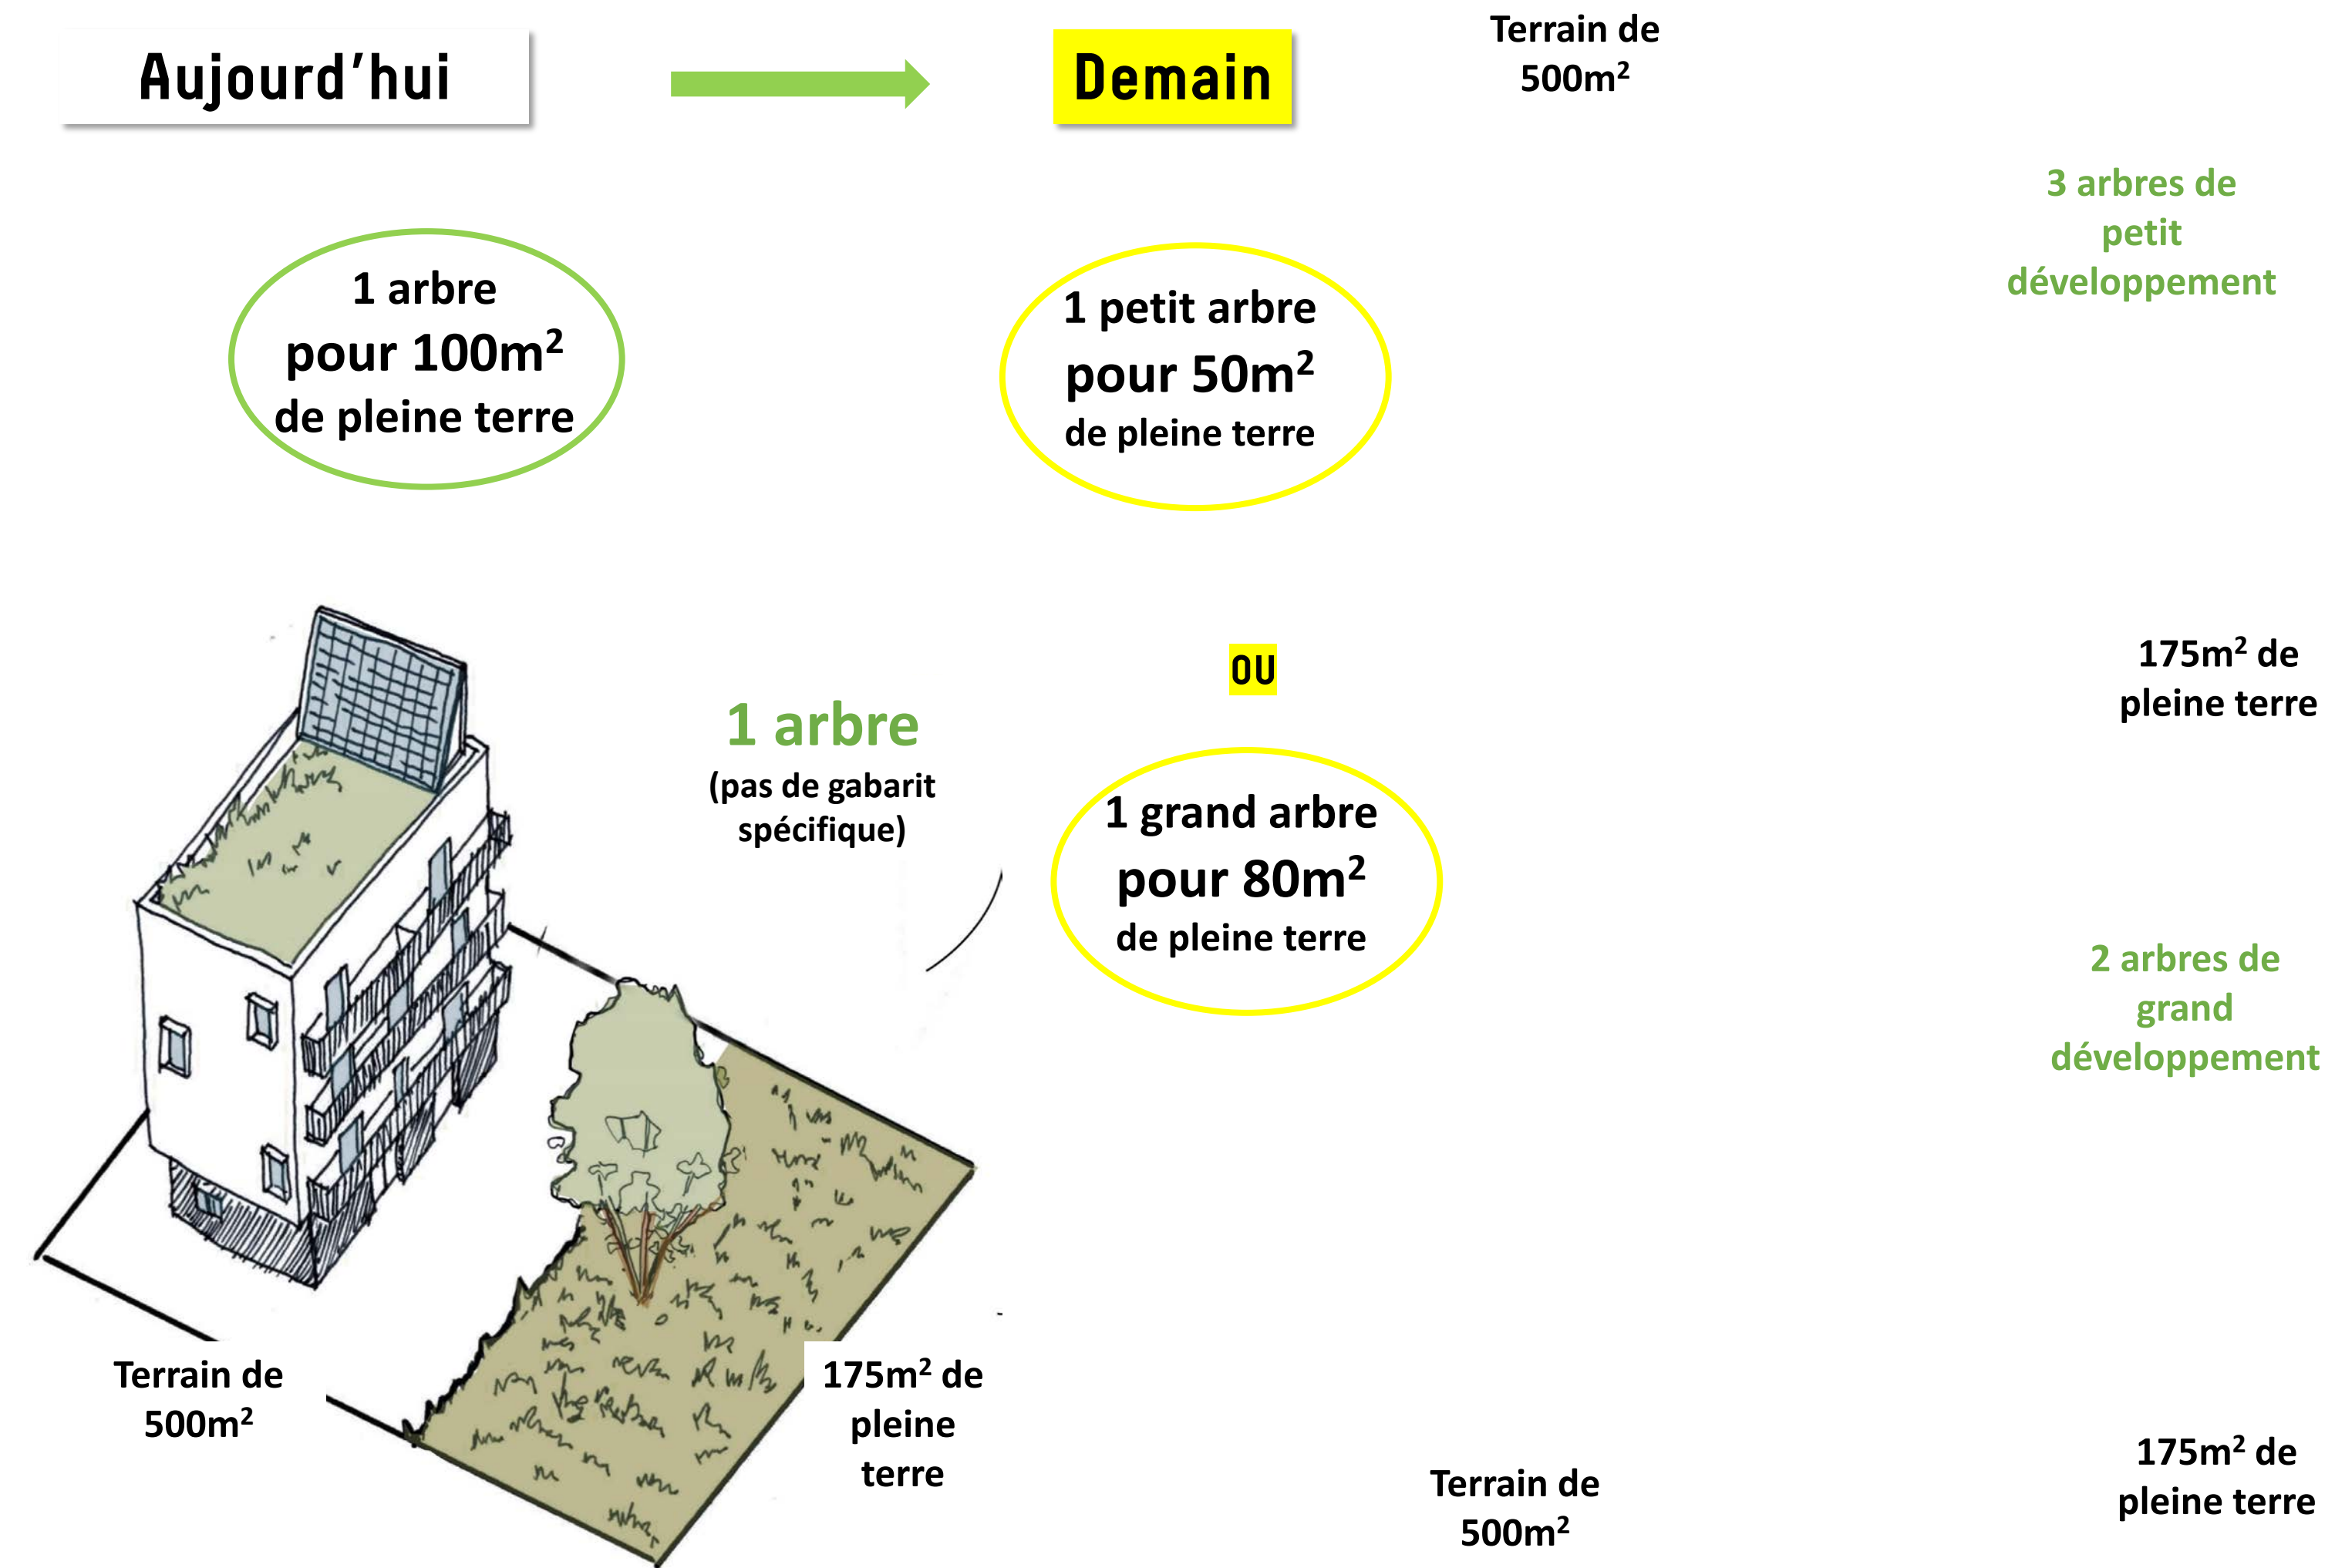 Aujourd'hui
Demain
1 arbre
pour 100m²
de pleine terre
1 petit arbre
pour 50m²
de pleine terre
Terrain de
500m²
3 arbres de
petit
développement
175m² de
pleine terre
OU
1 arbre
(pas de gabarit
spécifique)
1 grand arbre
pour 80m²
de pleine terre
2 arbres de
grand
développement
Terrain de
500m²
175m² de
pleine
terre
Terrain de
500m²
175m² de
pleine terre